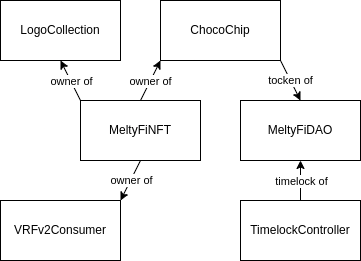 LogoCollection
ChocoChip
owner of
owner of
tocken of
MeltyFiNFT
MeltyFiDAO
owner of
timelock of
VRFv2Consumer
TimelockController